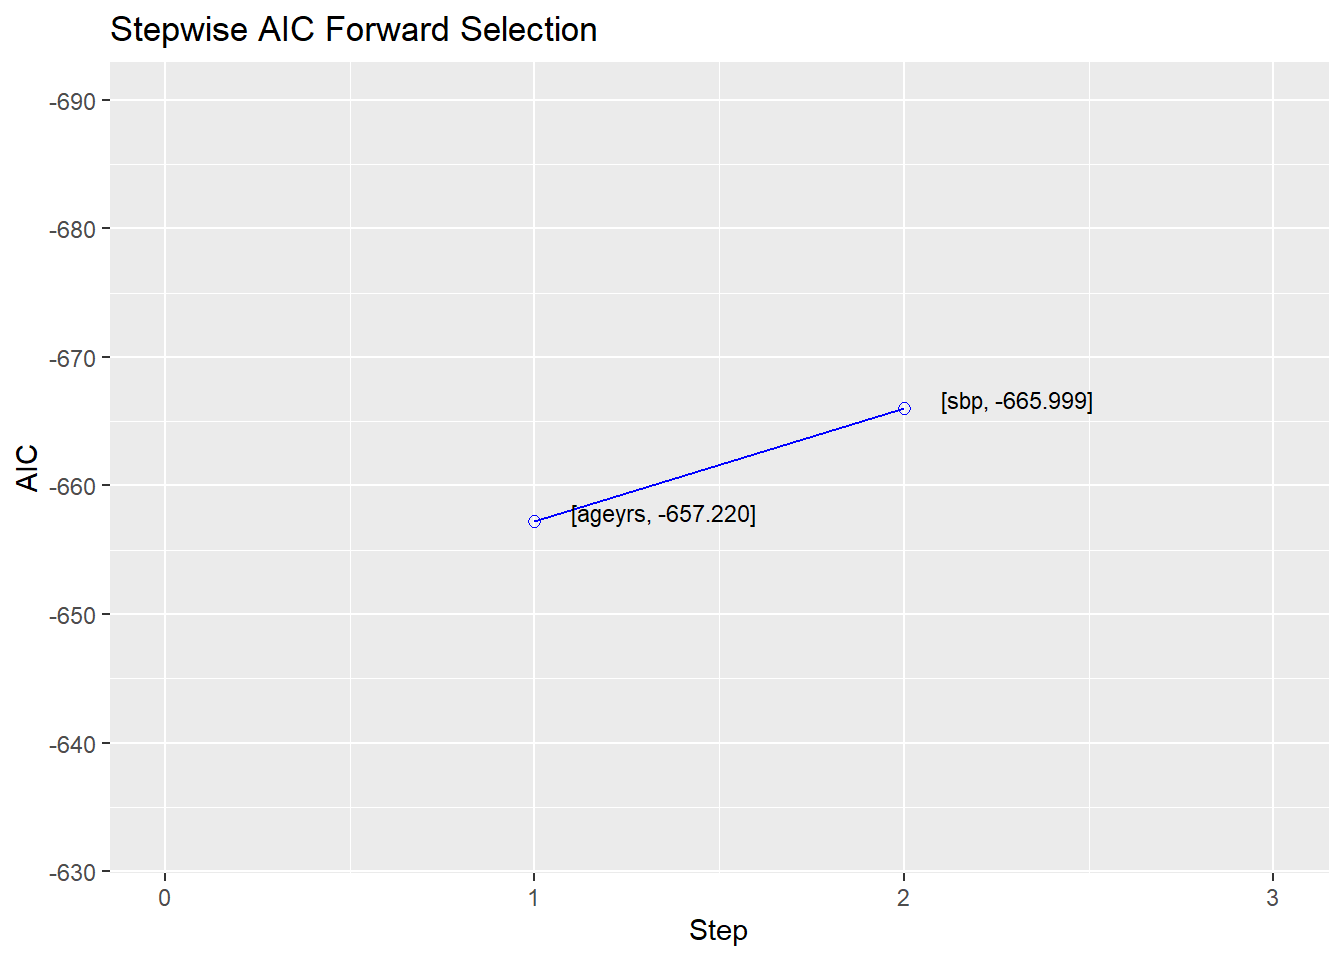 Stepwise AIC Forward Selection
-690
-680
-670
[sbp, -665.999]
AIC
-660
[ageyrs, -657.220]
-650
-640
-630
0 1 2 3
Step